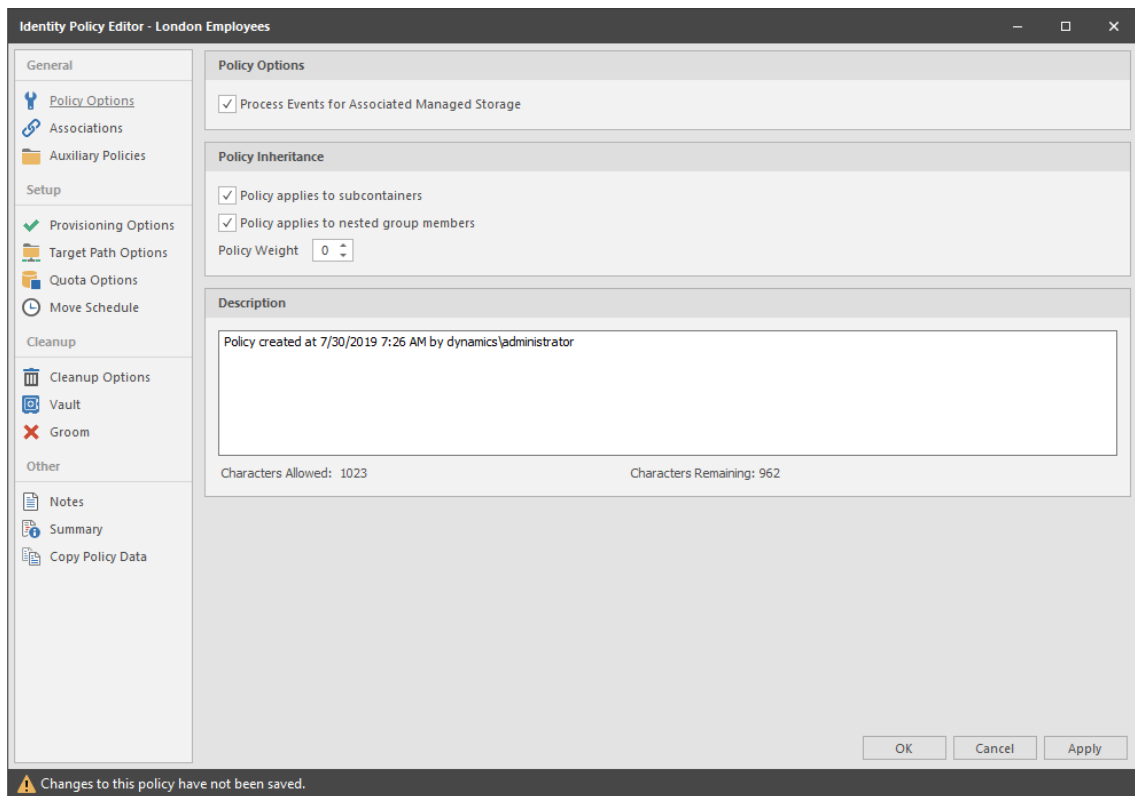 Identity Policy Editor - London Employees
General
Policy Options
Associations
Auxiliary Policies
Setup
Provisioning Options
Target Path Options
Quota Options
Move Schedule
Cleanup
Cleanup Options
Vault
Groom
Other
Notes
Summary
Copy Policy Data
Policy Options
Process Events for Associated Managed Storage
Policy Inheritance
Policy applies to subcontainers
Policy applies to nested group members
Policy Weight 0
Description
Policy created at 7/30/2019 7:26 AM by dynamics\administrator
Characters Allowed: 1023 Characters Remaining: 962
OK Cancel Apply
Changes to this policy have not been saved.